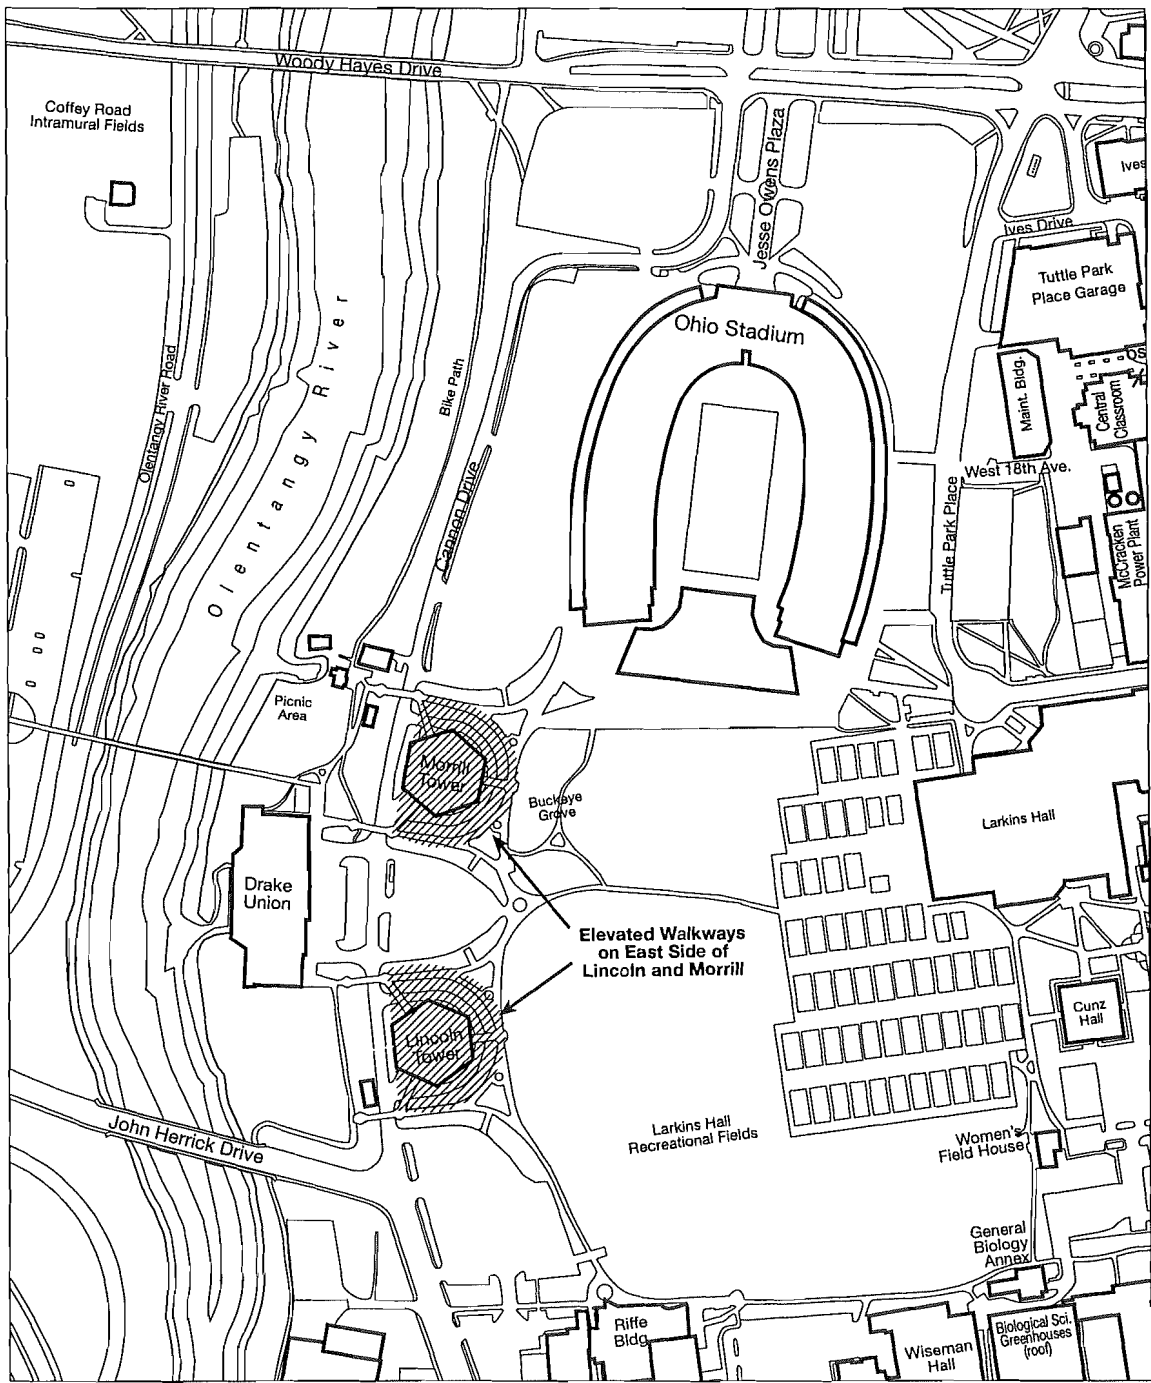 Woody Hayes Drive
Coffey Road
Intramural Fields
Jesse Owens Plaza
Ives
Ives Drive
Tuttle Park
Place Garage
Olentangy River
Ohio Stadium
Olentangy River Road
Bike Path
Maint. Bldg.
Central
Classroom
Cannon Drive
West 18th Ave.
Tuttle Park Place
McCracken
Power Plant
Picnic
Area
Morrill
Tower
Buckeye
Grove
Larkins Hall
Drake
Union
Elevated Walkways
on East Side of
Lincoln and Morrill
Cunz
Hall
Lincoln
Tower
John Herrick Drive
Larkins Hall
Recreational Fields
Women's
Field House
General
Biology
Annex
Riffe
Bldg.
Wiseman
Hall
Biological Sci.
Greenhouses
(roof)